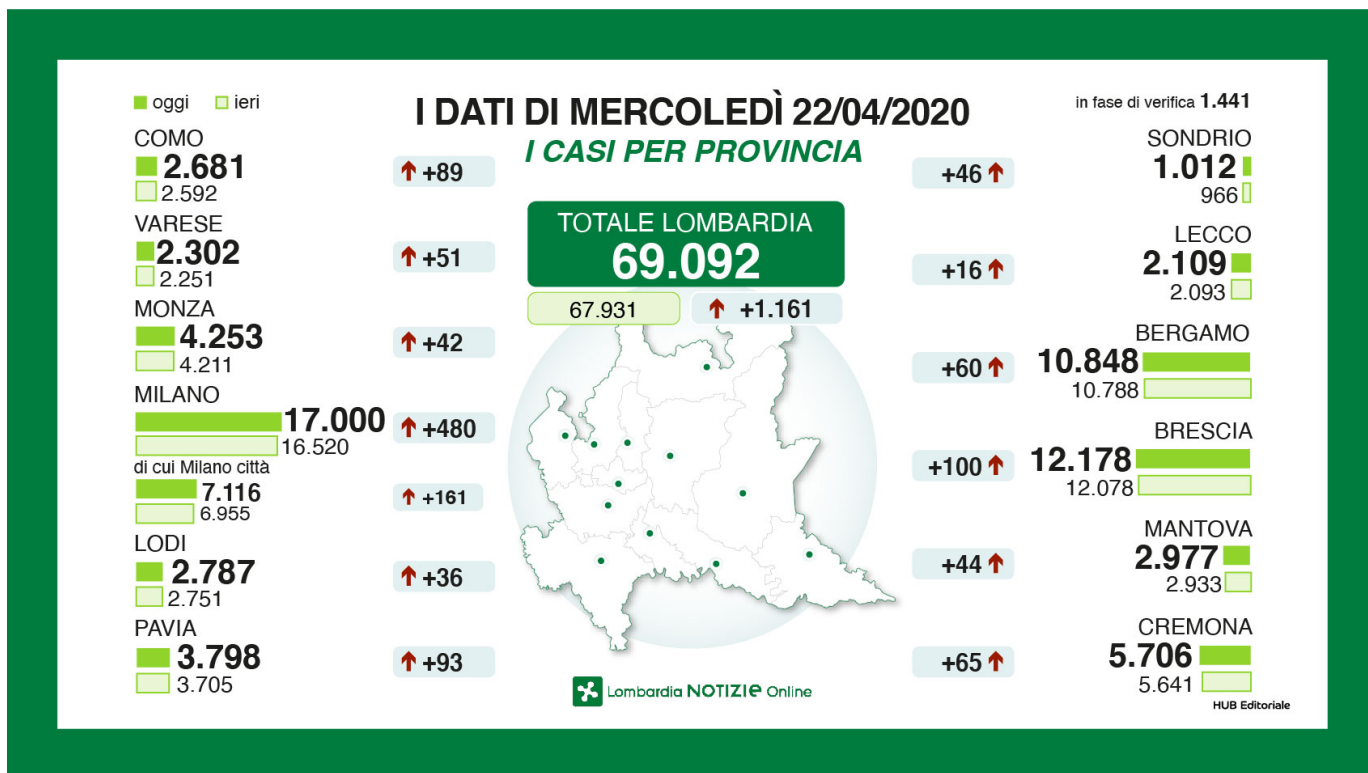 oggi ieri
I DATI DI MERCOLEDÌ 22/04/2020
I CASI PER PROVINCIA
in fase di verifica 1.441
COMO
2.681
2.592
+89
VARESE
2.302
2.251
+51
MONZA
4.253
4.211
+42
MILANO
17.000
16.520
+480
di cui Milano città
7.116
6.955
+161
LODI
2.787
2.751
+36
PAVIA
3.798
3.705
+93
TOTALE LOMBARDIA
69.092
67.931
+1.161
SONDRIO
+46
1.012
966
LECCO
+16
2.109
2.093
BERGAMO
+60
10.848
10.788
BRESCIA
+100
12.178
12.078
MANTOVA
+44
2.977
2.933
CREMONA
+65
5.706
5.641
Lombardia NOTIZIE Online
HUB Editoriale